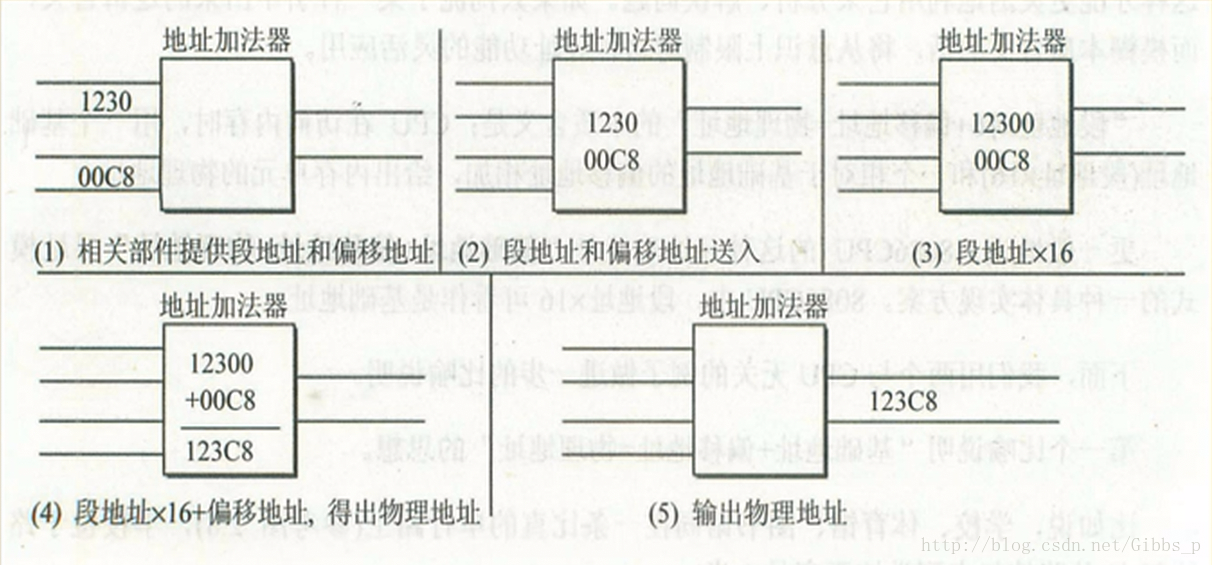 地址加法器
1230
00C8
(1) 相关部件提供段地址和偏移地址
地址加法器
1230
00C8
(2) 段地址和偏移地址送入
地址加法器
12300
00C8
(3) 段地址×16
地址加法器
12300
+00C8
123C8
(4) 段地址×16+偏移地址，得出物理地址
地址加法器
123C8
(5) 输出物理地址
http://blog.csdn.net/Gibbs_p